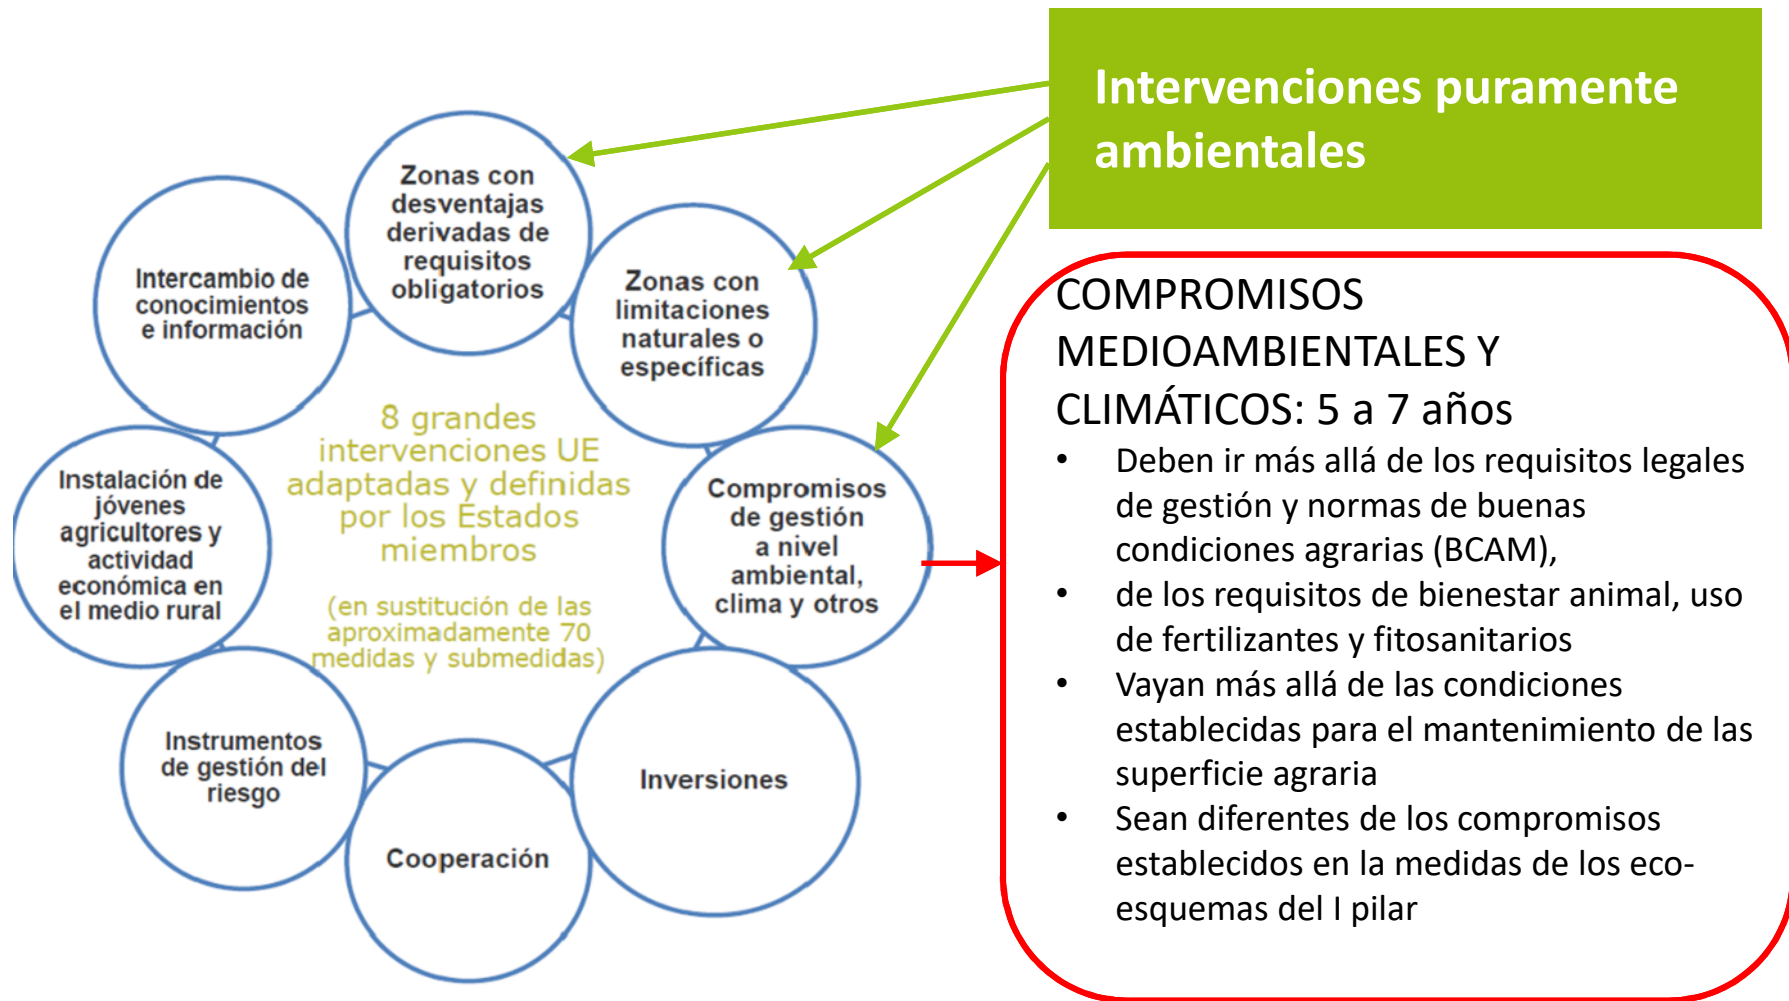 Intervenciones puramente
ambientales
Zonas con
desventajas
derivadas de
requisitos
obligatorios
Zonas con
limitaciones
naturales o
específicas
Compromisos
de gestión
a nivel
ambiental,
clima y otros
Inversiones
Cooperación
Instrumentos
de gestión del
riesgo
Instalación de
jóvenes
agricultores y
actividad
económica en
el medio rural
Intercambio de
conocimientos
e información
8 grandes
intervenciones UE
adaptadas y definidas
por los Estados
miembros
(en sustitución de las
aproximadamente 70
medidas y submedidas)
COMPROMISOS
MEDIOAMBIENTALES Y
CLIMÁTICOS: 5 a 7 años
• Deben ir más allá de los requisitos legales
de gestión y normas de buenas
condiciones agrarias (BCAM),
• de los requisitos de bienestar animal, uso
de fertilizantes y fitosanitarios
• Vayan más allá de las condiciones
establecidas para el mantenimiento de las
superficie agraria
• Sean diferentes de los compromisos
establecidos en la medidas de los eco-
esquemas del I pilar